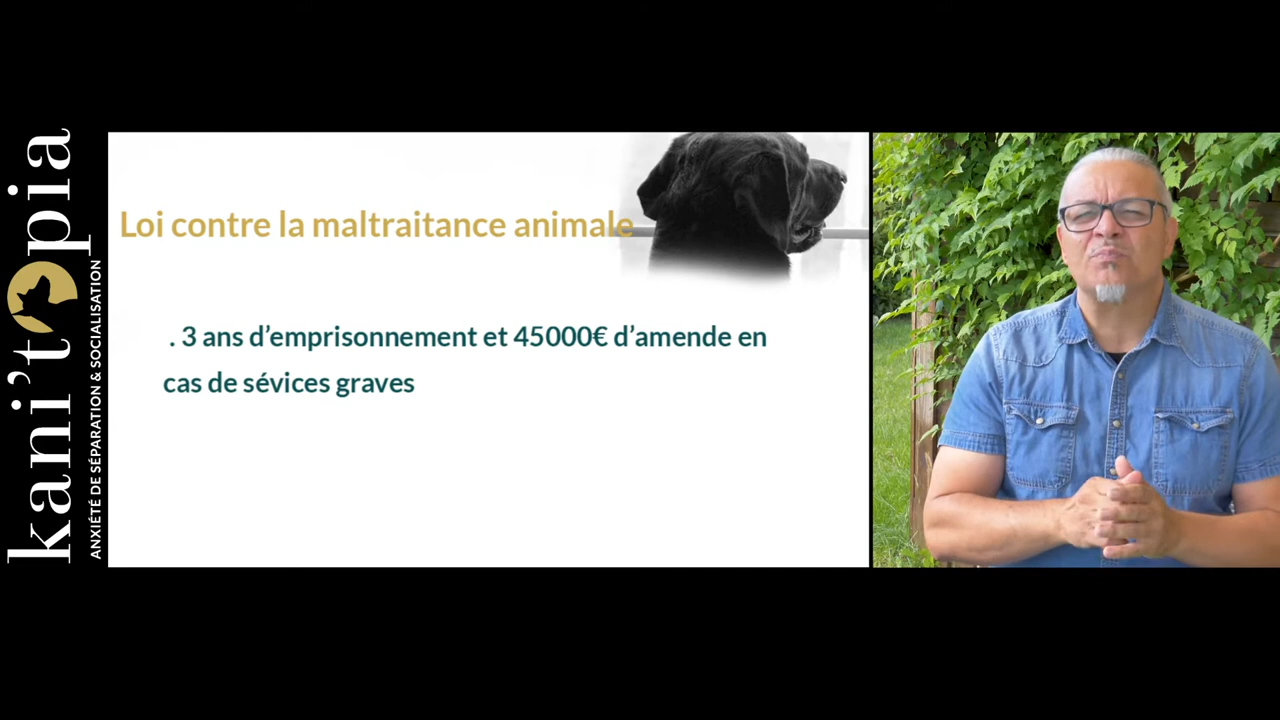 kani't pia
ANXIÉTÉ DE SÉPARATION & SOCIALISATION
Loi contre la maltraitance animale
. 3 ans d’emprisonnement et 45000€ d’amende en
cas de sévices graves